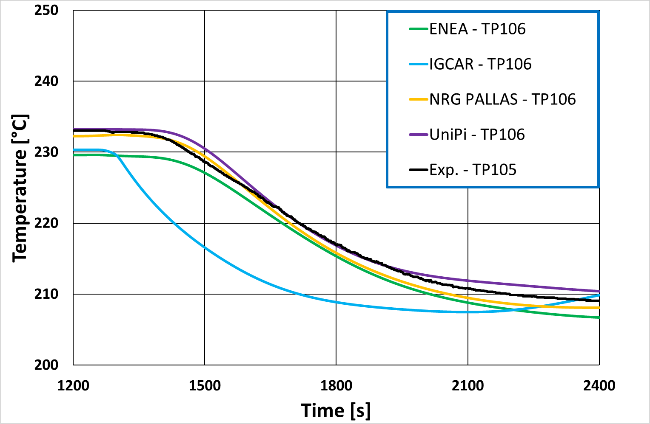 250
240
230
220
210
200
Temperature [°C]
1200
1500
1800
2100
2400
Time [s]
ENEA - TP106
IGCAR - TP106
NRG PALLAS - TP106
UniPi - TP106
Exp. - TP105